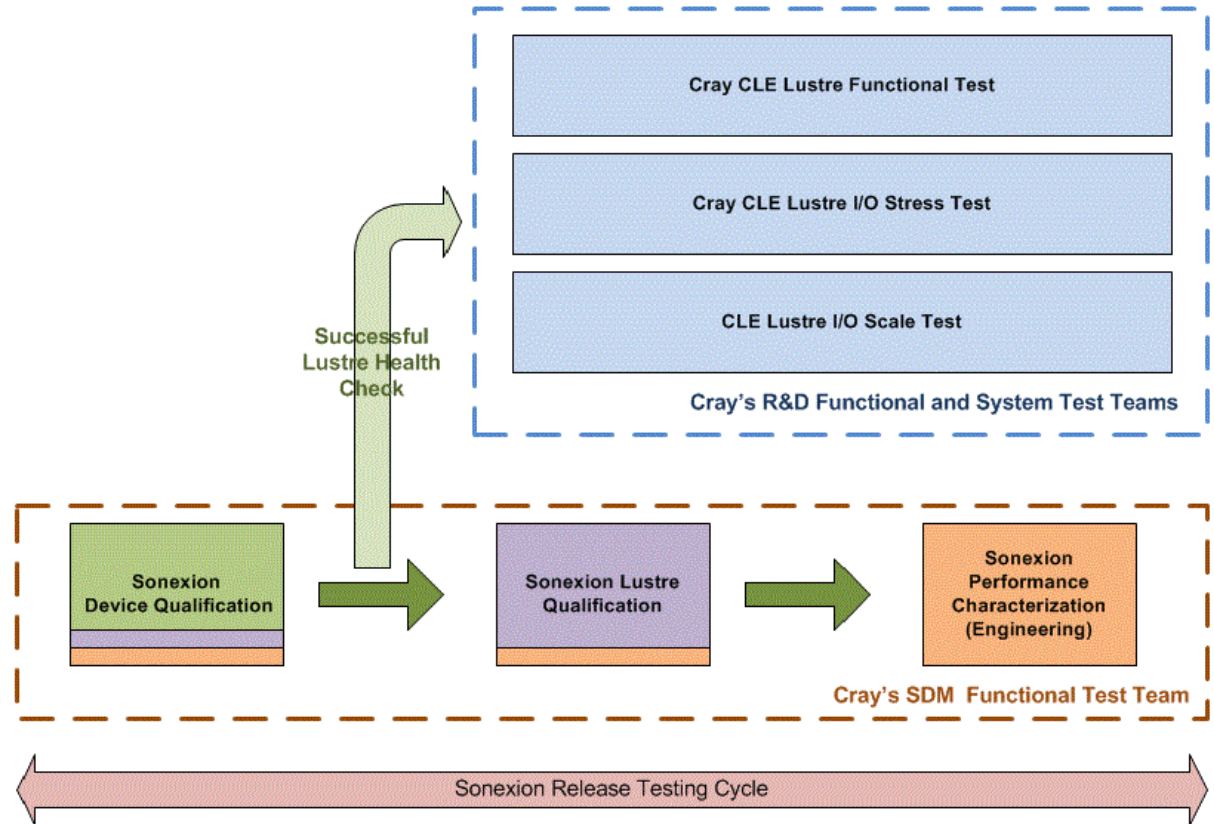 Cray CLE Lustre Functional Test
Cray CLE Lustre I/O Stress Test
CLE Lustre I/O Scale Test
Cray's R&D Functional and System Test Teams
Successful
Lustre Health
Check
Sonexion
Device Qualification
Sonexion Lustre
Qualification
Sonexion
Performance
Characterization
(Engineering)
Cray's SDM Functional Test Team
Sonexion Release Testing Cycle